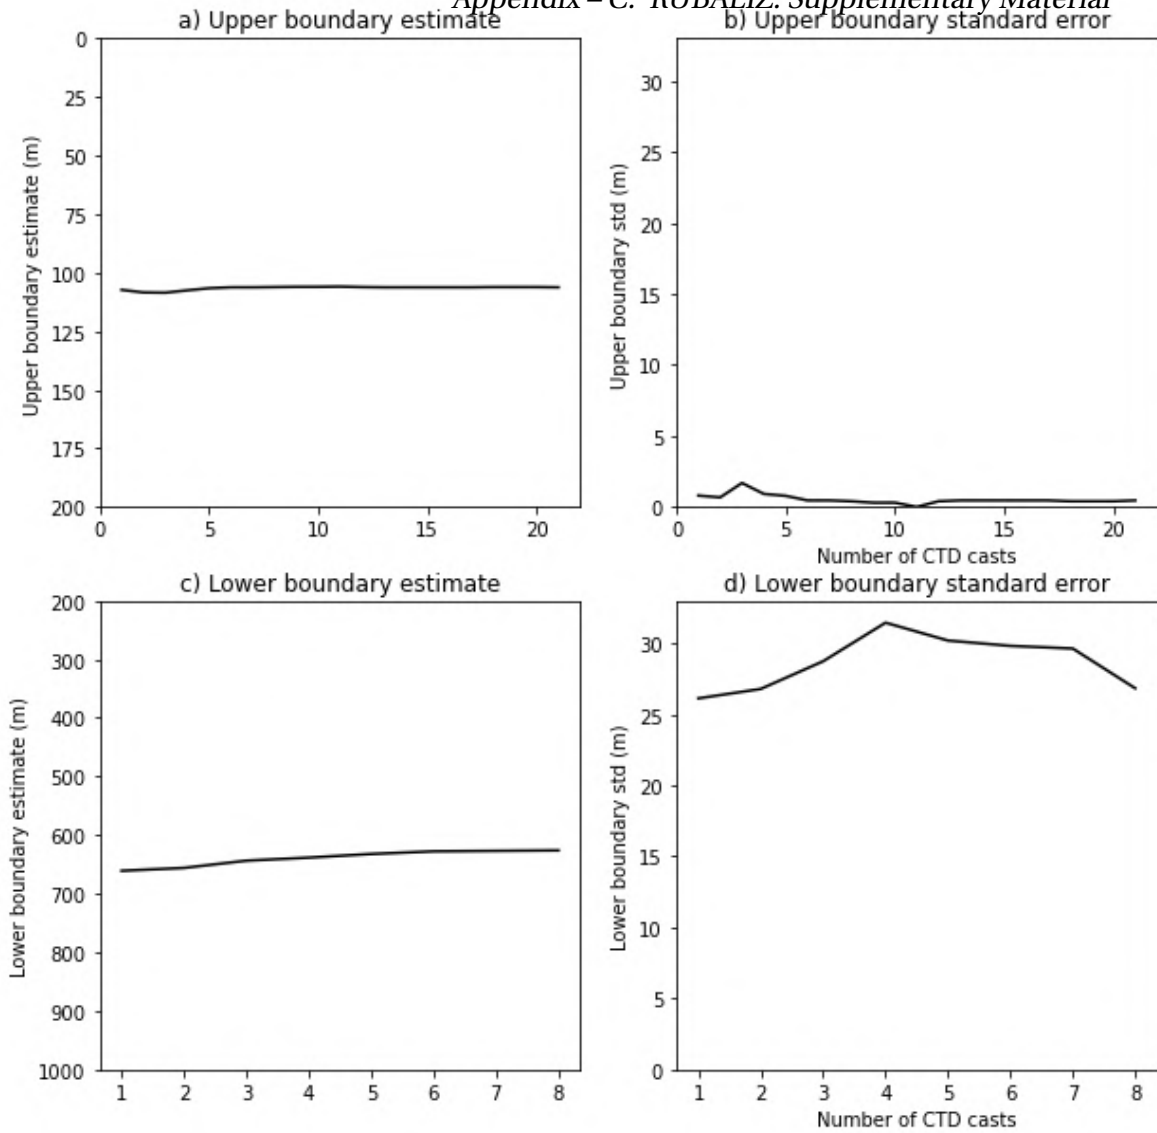 Appendix – C. RUBALIZ: Supplementary Material
a) Upper boundary estimate
b) Upper boundary standard error
Upper boundary estimate (m)
0
25
50
75
100
125
150
175
200
0 5 10 15 20
Upper boundary std (m)
30
25
20
15
10
5
0
0 5 10 15 20
Number of CTD casts
c) Lower boundary estimate
d) Lower boundary standard error
Lower boundary estimate (m)
200
300
400
500
600
700
800
900
1000
1 2 3 4 5 6 7 8
Lower boundary std (m)
30
25
20
15
10
5
0
1 2 3 4 5 6 7 8
Number of CTD casts